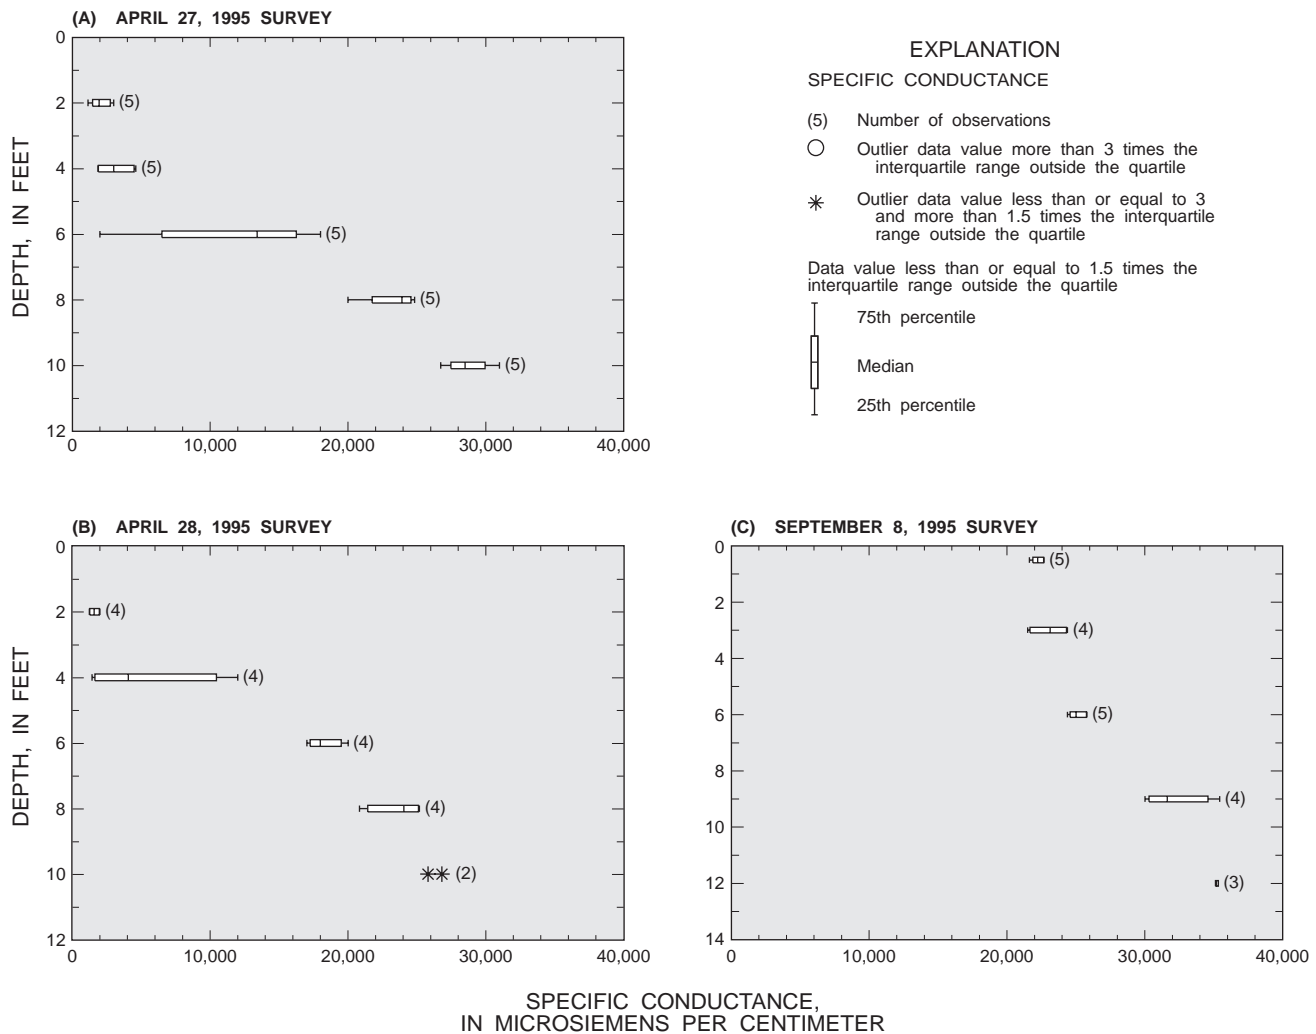 (A) APRIL 27, 1995 SURVEY
0
2
4
6
8
10
12
DEPTH, IN FEET
(5)
(5)
(5)
(5)
(5)
0 10,000 20,000 30,000 40,000
EXPLANATION
SPECIFIC CONDUCTANCE
(5) Number of observations
Outlier data value more than 3 times the
interquartile range outside the quartile
Outlier data value less than or equal to 3
and more than 1.5 times the interquartile
range outside the quartile
Data value less than or equal to 1.5 times the
interquartile range outside the quartile
75th percentile
Median
25th percentile
(B) APRIL 28, 1995 SURVEY
0
2
4
6
8
10
12
DEPTH, IN FEET
(4)
(4)
(4)
(4)
(2)
0 10,000 20,000 30,000 40,000
(C) SEPTEMBER 8, 1995 SURVEY
0
2
4
6
8
10
12
14
(5)
(4)
(5)
(4)
(3)
0 10,000 20,000 30,000 40,000
SPECIFIC CONDUCTANCE,
IN MICROSIEMENS PER CENTIMETER